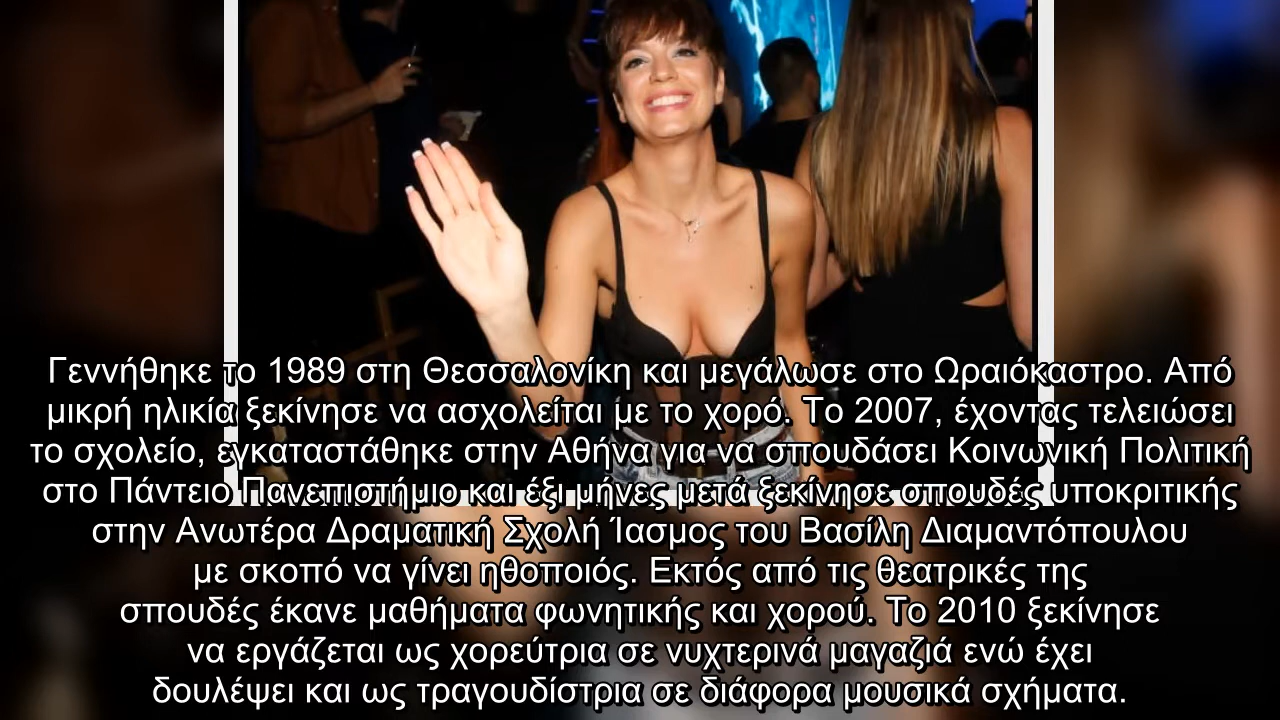 Γεννήθηκε το 1989 στη Θεσσαλονίκη και μεγάλωσε στο Ωραιόκαστρο. Από
μικρή ηλικία ξεκίνησε να ασχολείται με το χορό. Το 2007, έχοντας τελειώσει
το σχολείο, εγκαταστάθηκε στην Αθήνα για να σπουδάσει Κοινωνική Πολιτική
στο Πάντειο Πανεπιστήμιο και έξι μήνες μετά ξεκίνησε σπουδές υποκριτικής
στην Ανωτέρα Δραματική Σχολή Ίασμος του Βασίλη Διαμαντόπουλου
με σκοπό να γίνει ηθοποιός. Εκτός από τις θεατρικές της
σπουδές έκανε μαθήματα φωνητικής και χορού. Το 2010 ξεκίνησε
να εργάζεται ως χορεύτρια σε νυχτερινά μαγαζιά ενώ έχει
δουλέψει και ως τραγουδίστρια σε διάφορα μουσικά σχήματα.